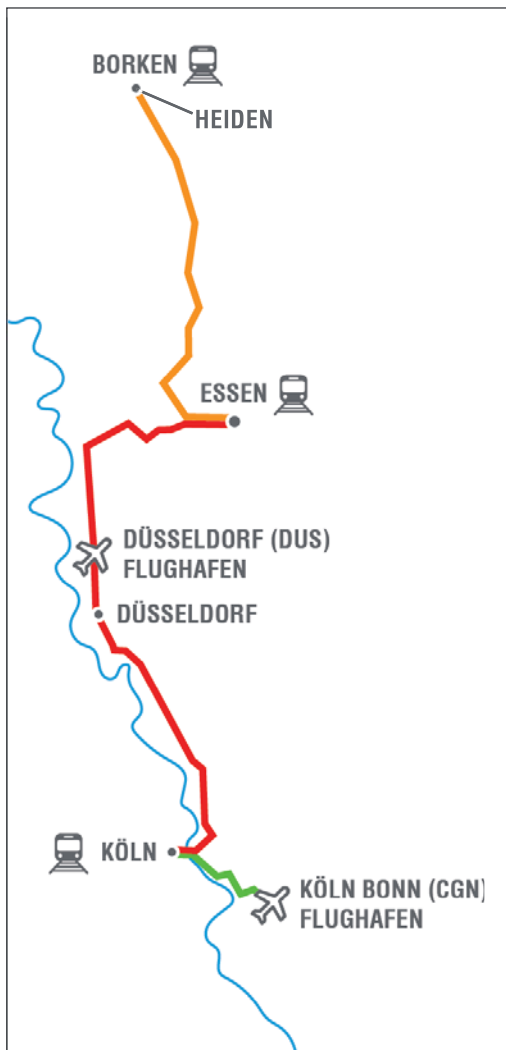 BORKEN
HEIDEN
ESSEN
DÜSSELDORF (DUS)
FLUGHAFEN
DÜSSELDORF
KÖLN
KÖLN BONN (CGN)
FLUGHAFEN